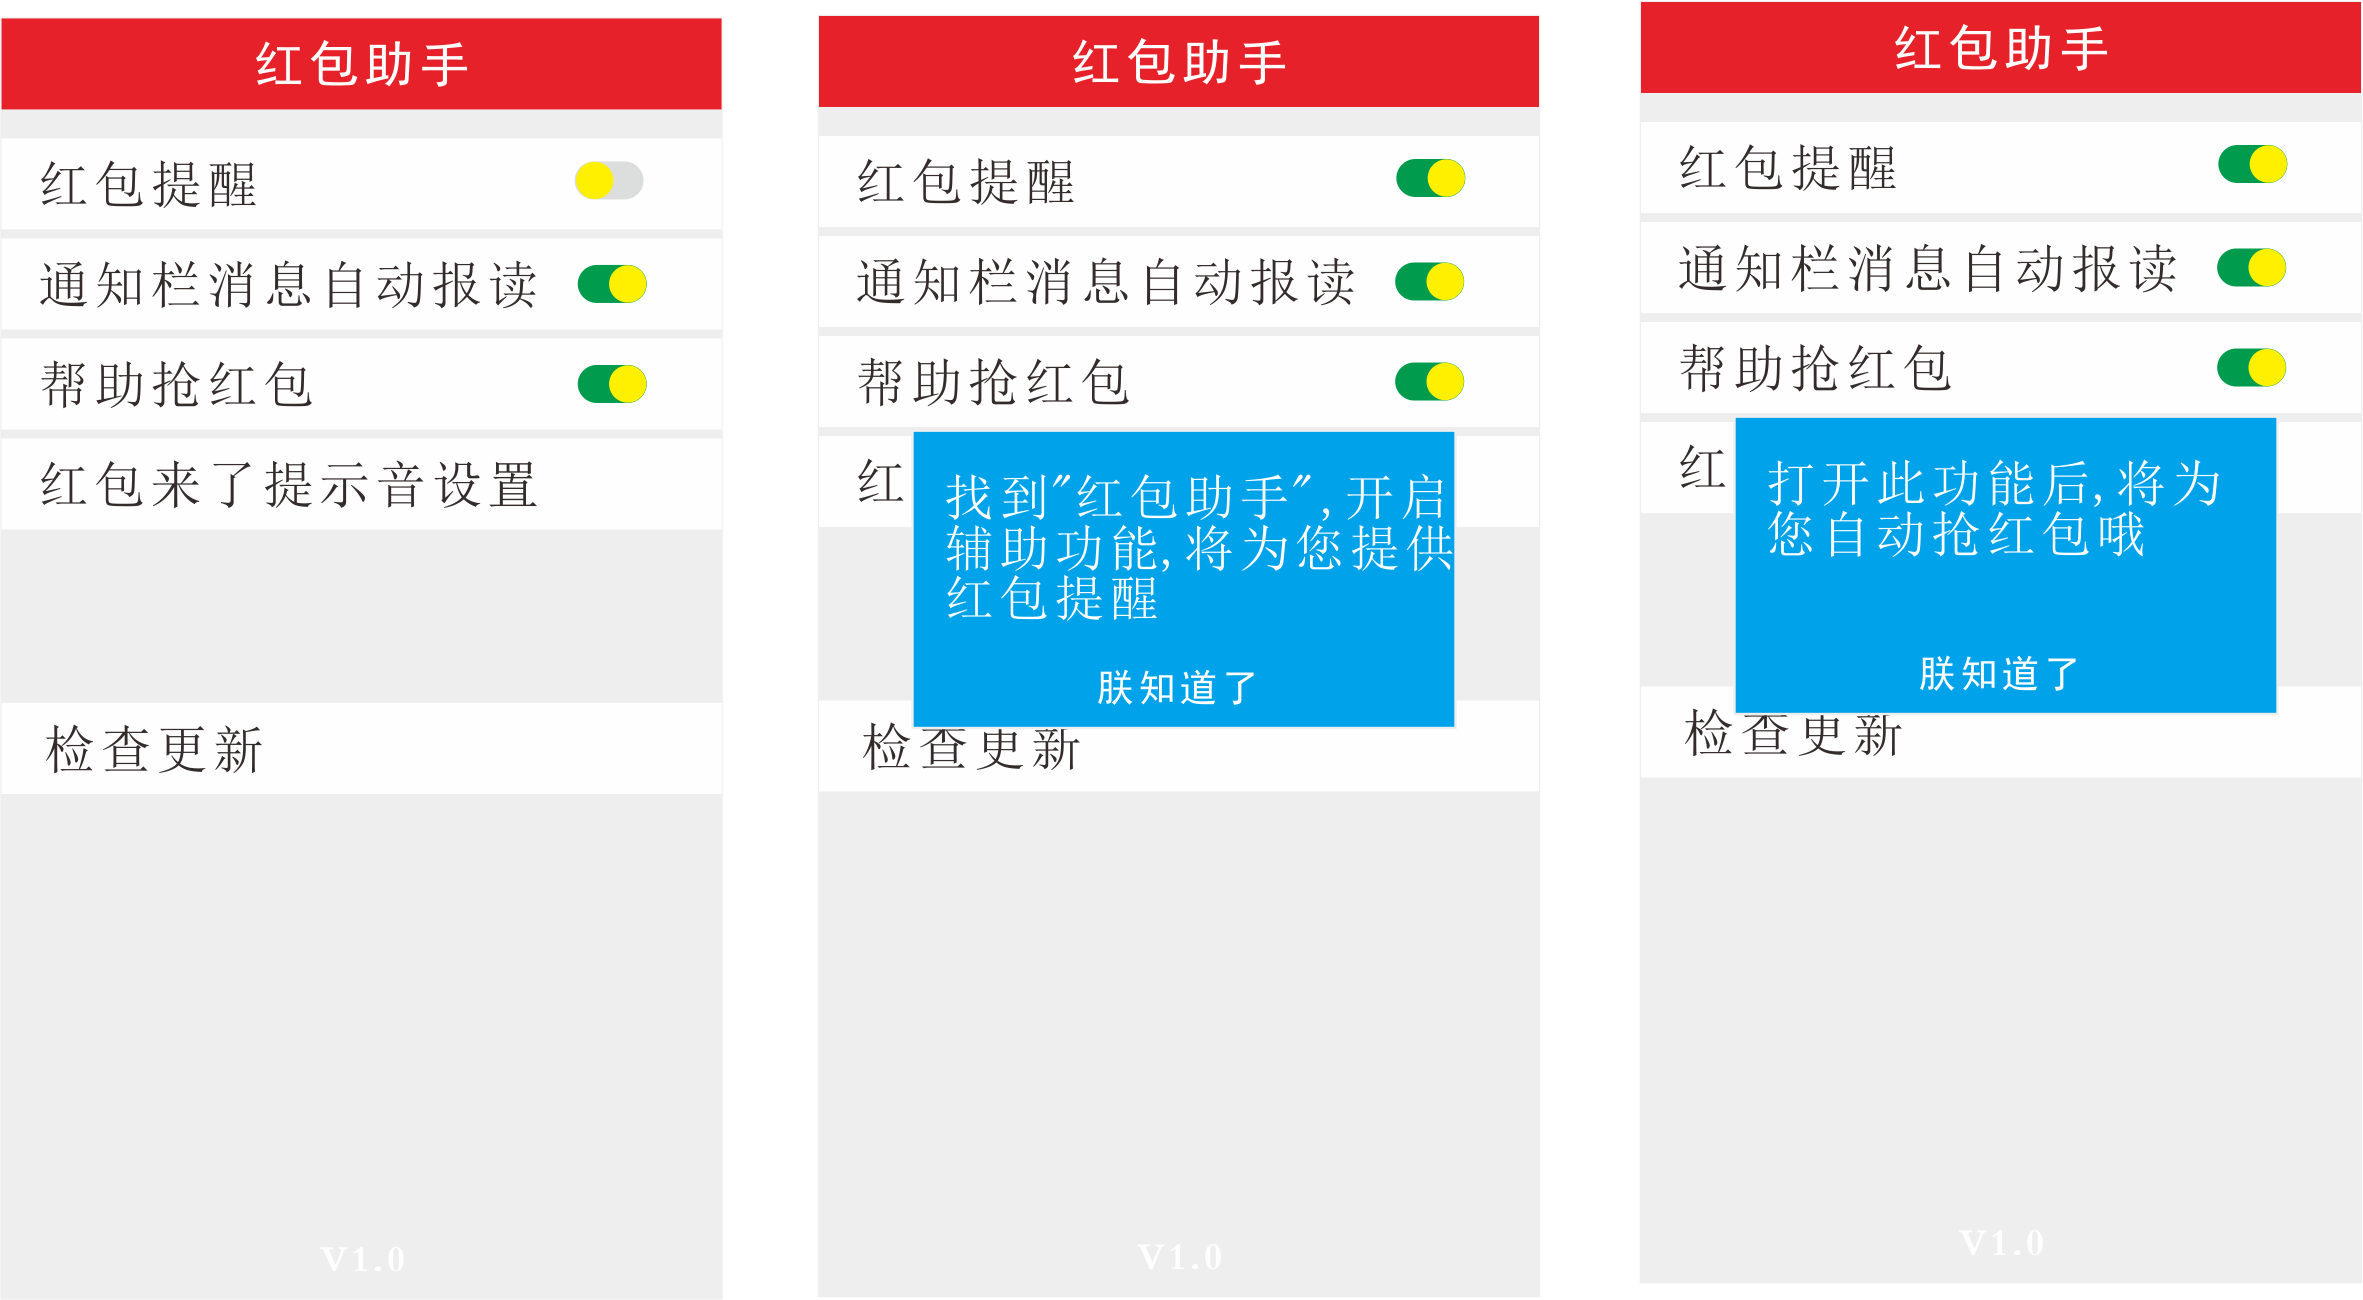 红包助手
红包提醒
通知栏消息自动报读
帮助抢红包
红包来了提示音设置
检查更新
V1.0
红包助手
红包提醒
通知栏消息自动报读
帮助抢红包
红
找到"红包助手",开启
辅助功能,将为您提供
红包提醒
朕知道了
检查更新
V1.0
红包助手
红包提醒
通知栏消息自动报读
帮助抢红包
红
打开此功能后,将为
您自动抢红包哦
朕知道了
检查更新
V1.0